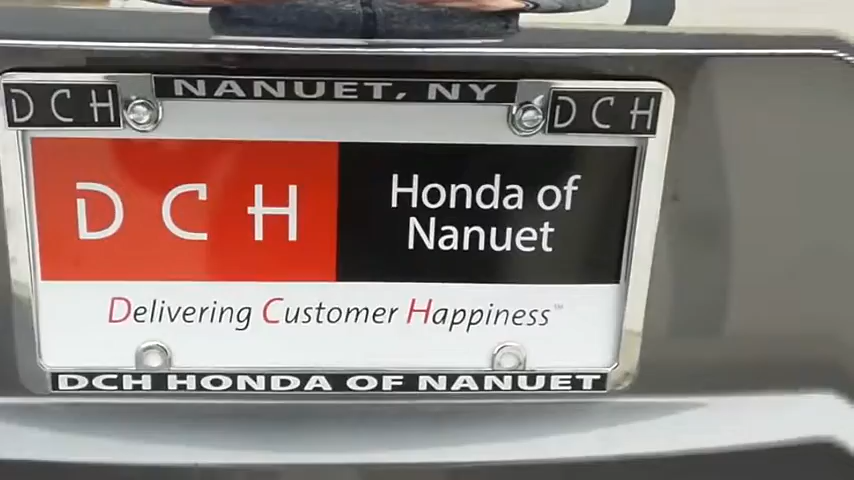 NANUET, NY
DCH DCH
DCH
Honda of
Nanuet
Delivering Customer Happiness™
DCH HONDA OF NANUET